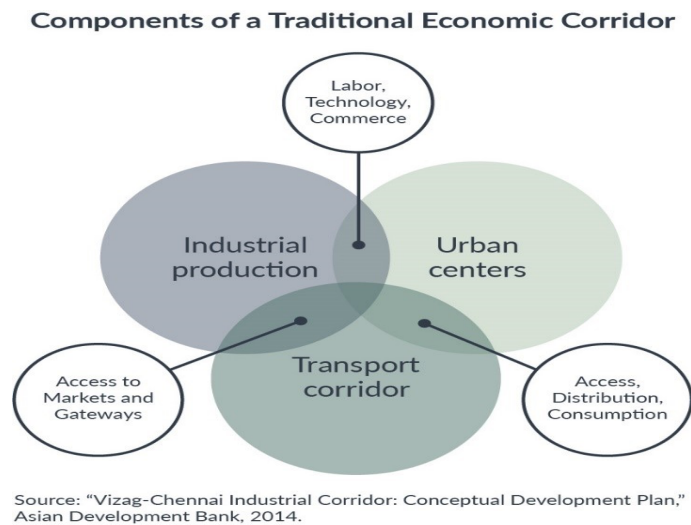 Components of a Traditional Economic Corridor
Labor,
Technology,
Commerce
Industrial
production
Urban
centers
Transport
corridor
Access to
Markets and
Gateways
Access,
Distribution,
Consumption
Source: “Vizag-Chennai Industrial Corridor: Conceptual Development Plan,”
Asian Development Bank, 2014.